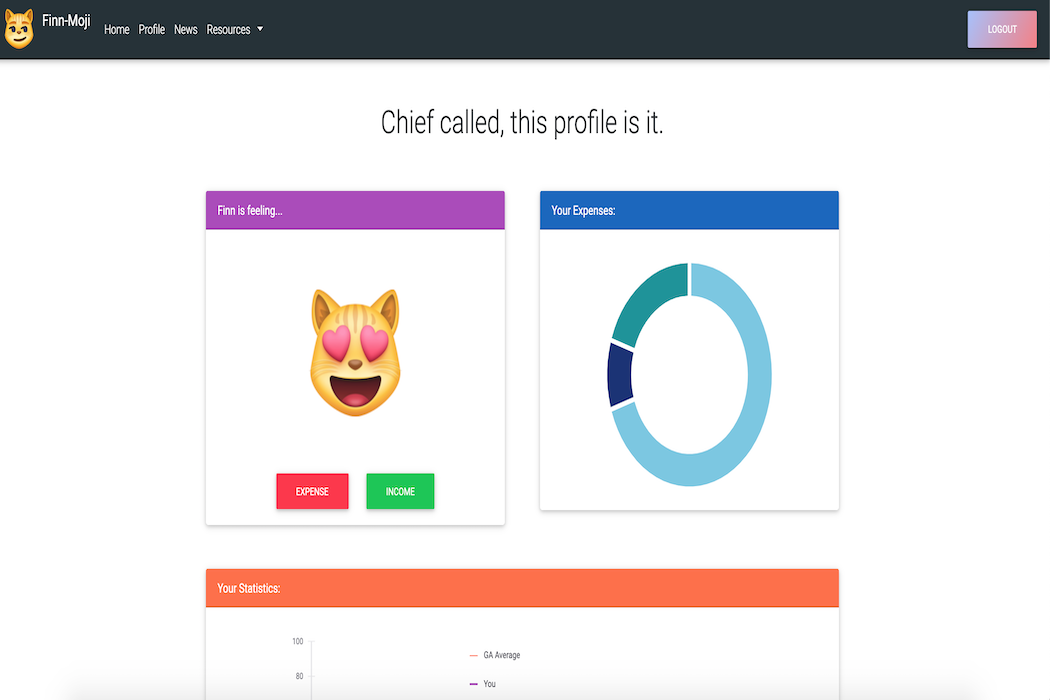 Finn-Moji
Home Profile News Resources
LOGOUT
Chief called, this profile is it.
Finn is feeling...
Your Expenses:
EXPENSE INCOME
Your Statistics:
100
GA Average
80
You